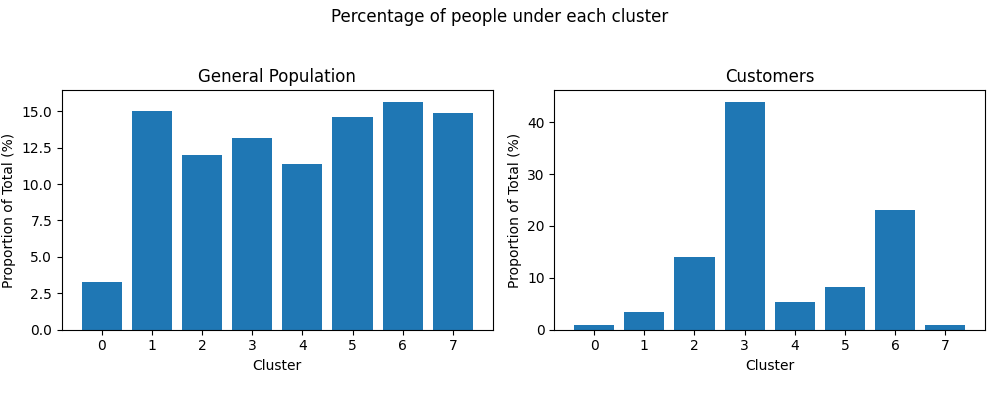 Percentage of people under each cluster
General Population
Proportion of Total (%)
15.0
12.5
10.0
7.5
5.0
2.5
0.0
0 1 2 3 4 5 6 7
Cluster
Customers
Proportion of Total (%)
40
30
20
10
0
0 1 2 3 4 5 6 7
Cluster